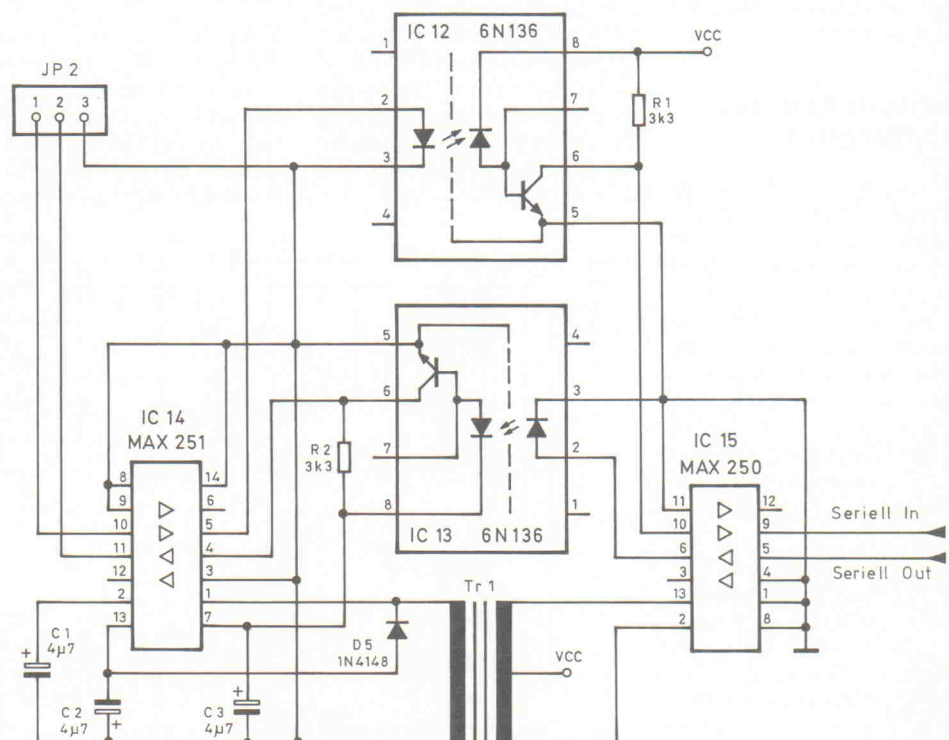 JP 2
1 2 3
IC 12 6N136
1
2
3
4
8
7
6
5
VCC
R1
3k3
5
6
7
8
4
3
2
1
IC 13 6N136
R2
3k3
IC 14
MAX 251
8
9
10
11
12
2
13
14
6
5
4
3
1
7
IC 15
MAX 250
11
10
6
3
13
2
12
9
5
4
1
8
Seriell In
Seriell Out
Tr 1
VCC
D5
1N4148
+
C1
4µ7
C2
4µ7
+
+
C3
4µ7